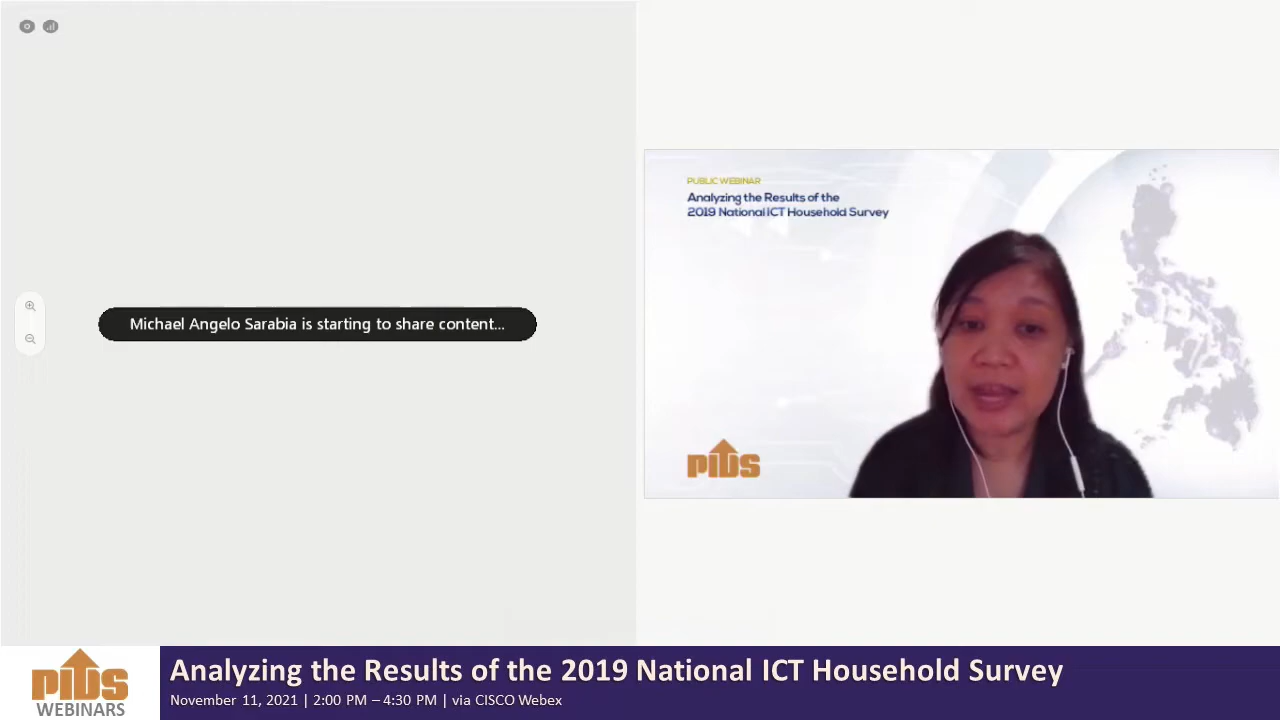 Michael Angelo Sarabia is starting to share content...
PUBLIC WEBINAR
Analyzing the Results of the
2019 National ICT Household Survey
PIDS
PIDS
WEBINARS
Analyzing the Results of the 2019 National ICT Household Survey
November 11, 2021 | 2:00 PM – 4:30 PM | via CISCO Webex